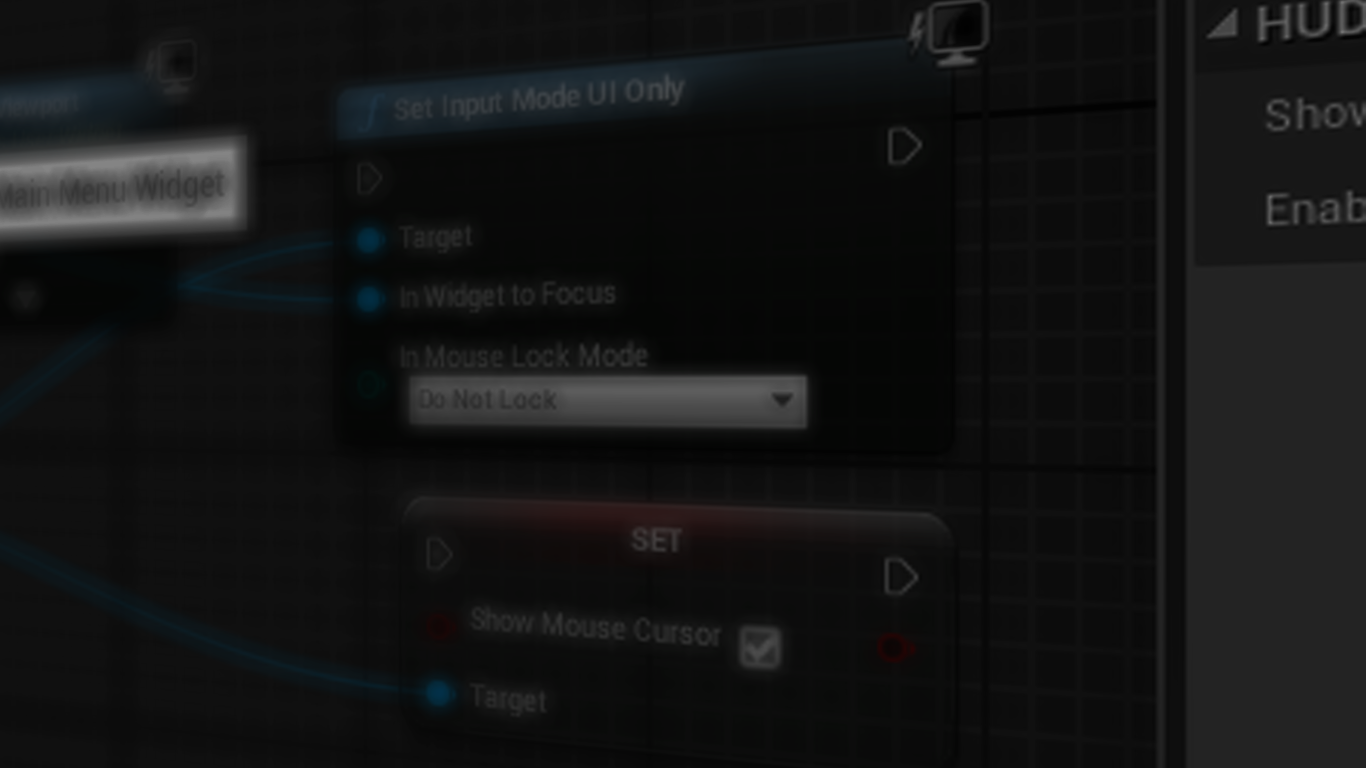 HUD
Viewport
Set Input Mode UI Only
Show
Main Menu Widget
Enab
Target
In Widget to Focus
In Mouse Lock Mode
Do Not Lock
SET
Show Mouse Cursor
Target